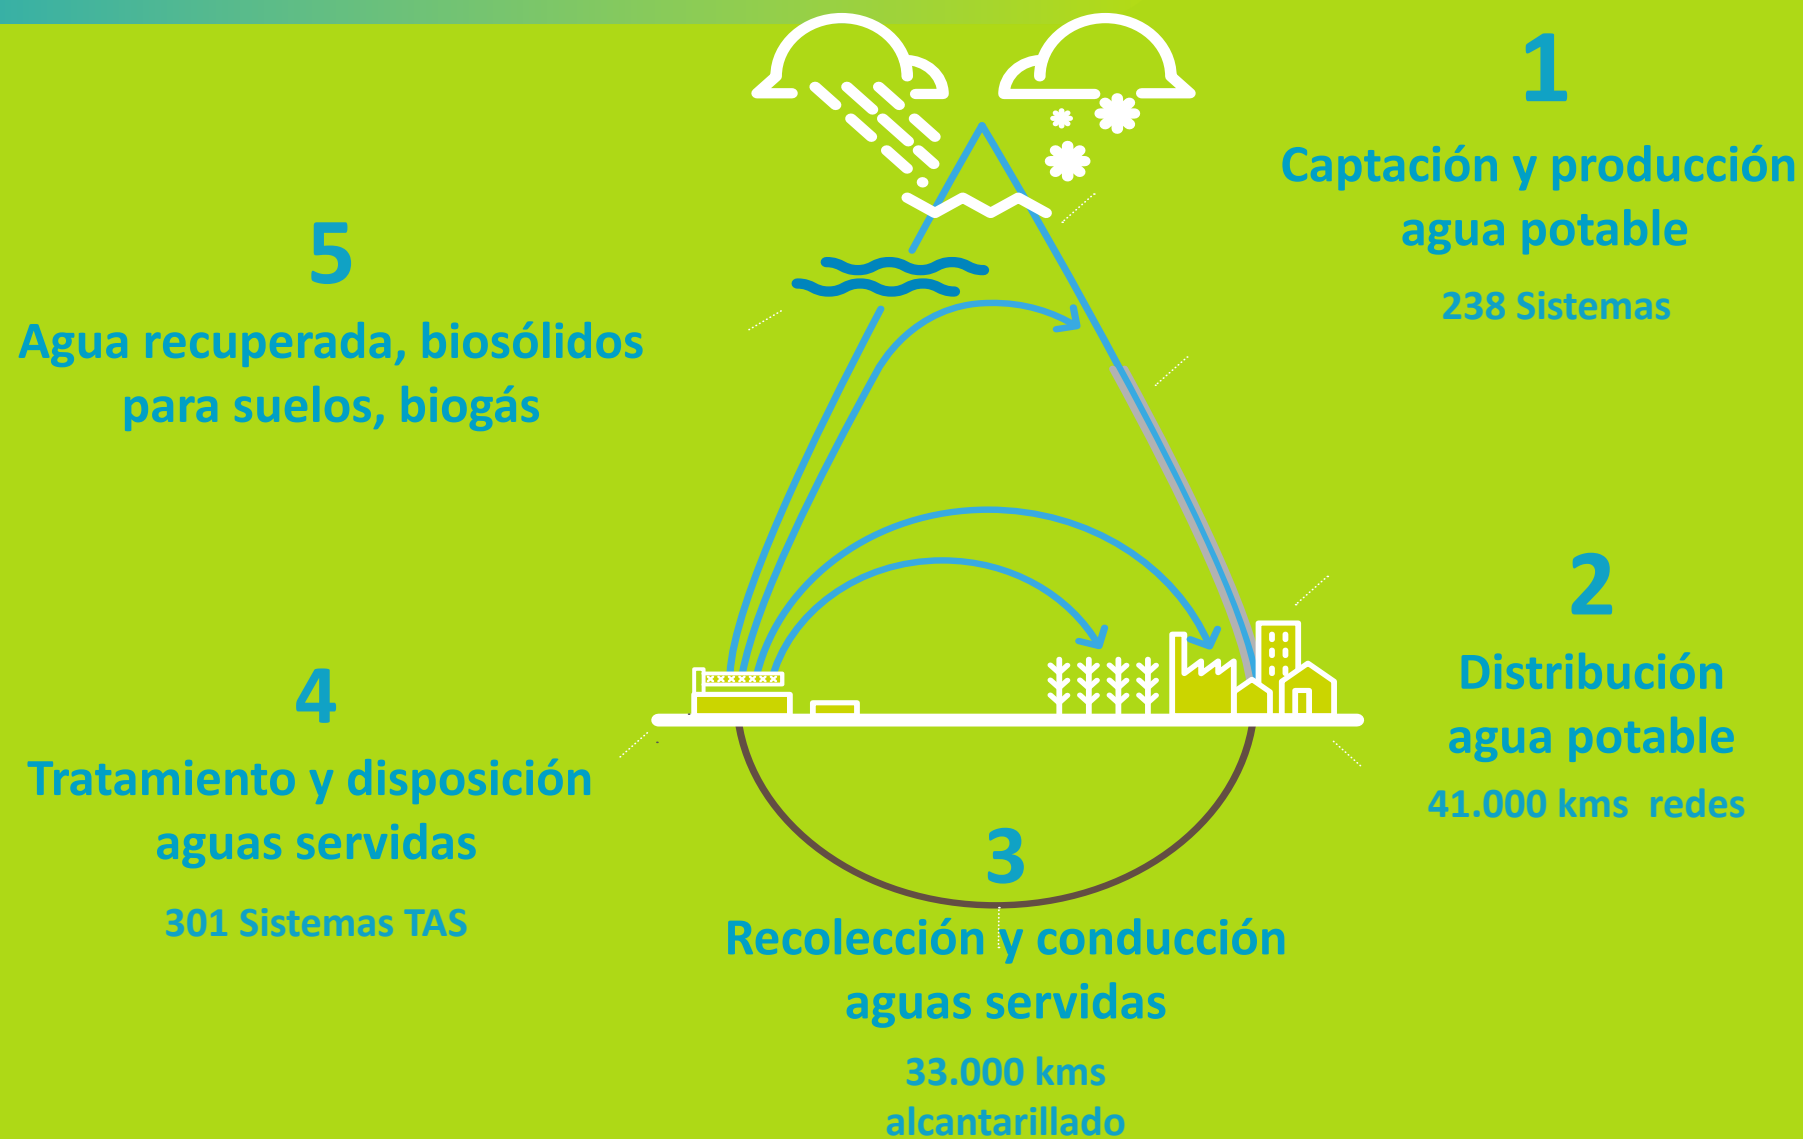 1
Captación y producción
agua potable
238 Sistemas
2
Distribución
agua potable
41.000 kms  redes
3
Recolección y conducción
aguas servidas
33.000 kms
alcantarillado
4
Tratamiento y disposición
aguas servidas
301 Sistemas TAS
5
Agua recuperada, biosólidos
para suelos, biogás